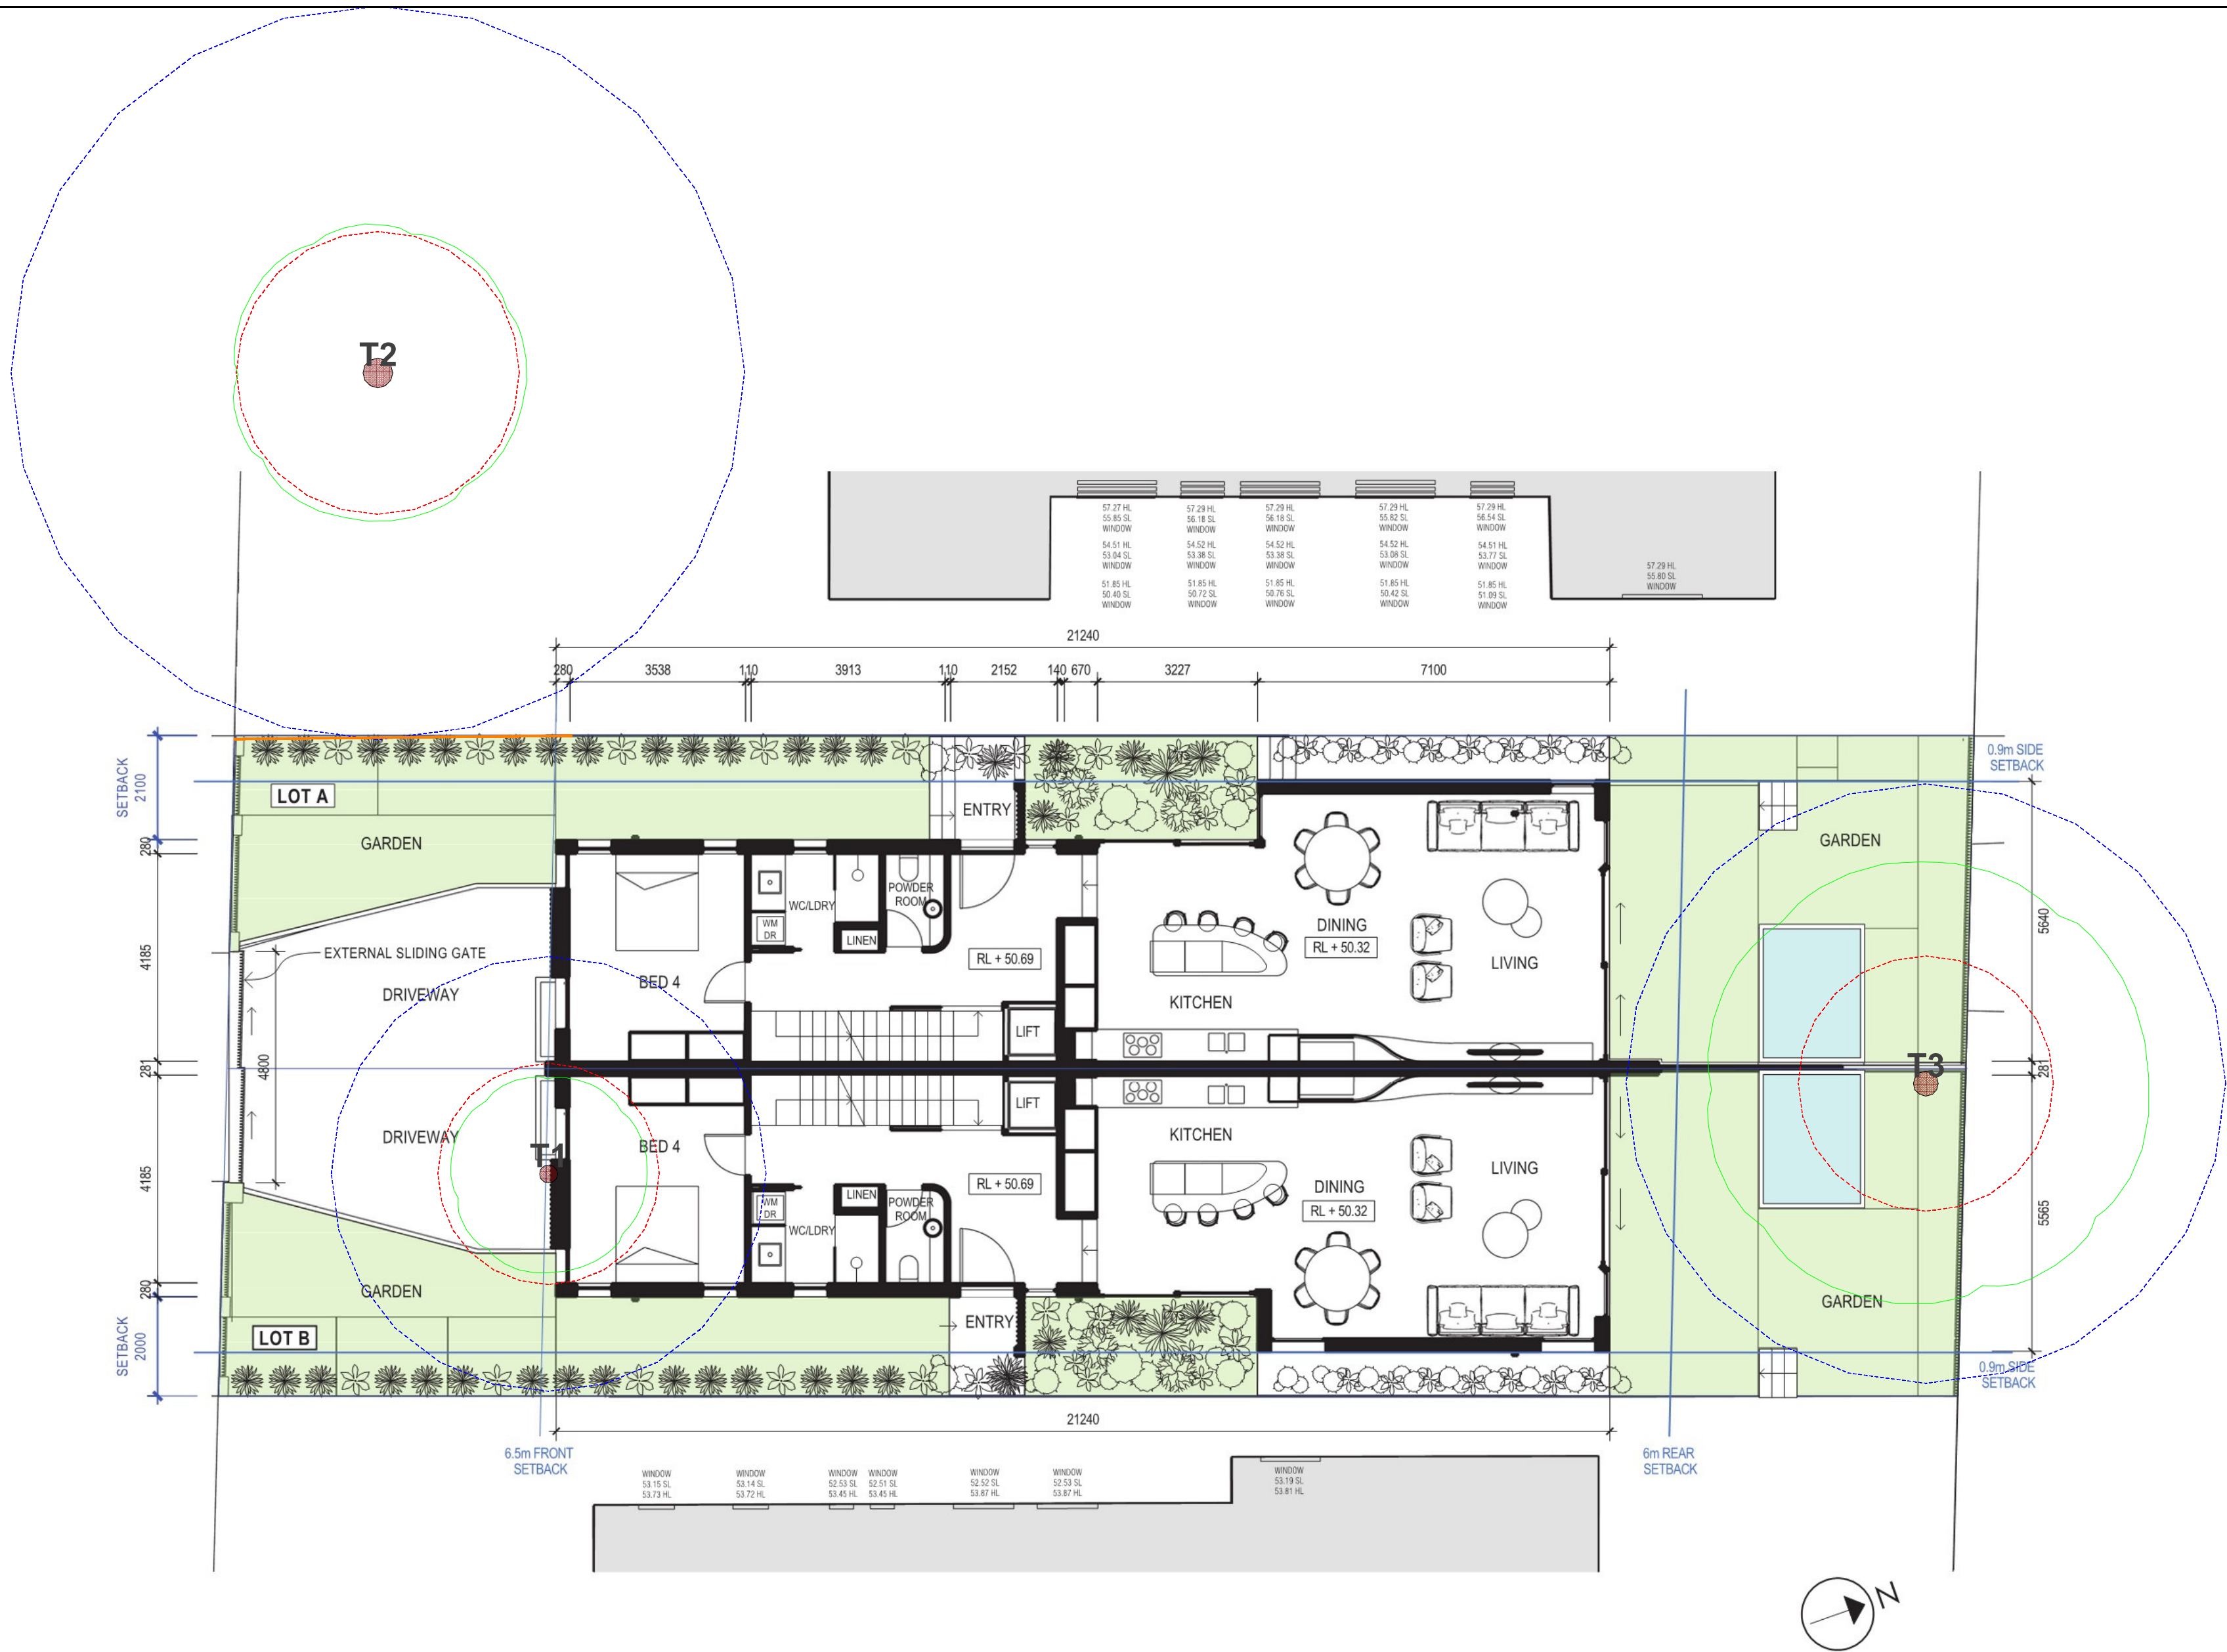 T2
57.27 HL
55.85 SL
WINDOW
57.29 HL
56.18 SL
WINDOW
57.29 HL
56.18 SL
WINDOW
57.29 HL
55.82 SL
WINDOW
57.29 HL
56.54 SL
WINDOW
54.51 HL
53.04 SL
WINDOW
54.52 HL
53.38 SL
WINDOW
54.52 HL
53.38 SL
WINDOW
54.52 HL
53.08 SL
WINDOW
54.51 HL
53.77 SL
WINDOW
51.85 HL
50.40 SL
WINDOW
51.85 HL
50.72 SL
WINDOW
51.85 HL
50.76 SL
WINDOW
51.85 HL
50.42 SL
WINDOW
51.85 HL
51.09 SL
WINDOW
57.29 HL
55.80 SL
WINDOW
21240
280
3538
110
3913
110
2152
140
670
3227
7100
SETBACK
2100
280
4185
281
4185
280
SETBACK
2000
0.9m SIDE
SETBACK
LOT A
GARDEN
ENTRY
GARDEN
EXTERNAL SLIDING GATE
DRIVEWAY
4800
BED 4
WC/LDRY
WM
DR
LINEN
POWDER
ROOM
RL + 50.69
LIFT
KITCHEN
DINING
RL + 50.32
LIVING
5640
281
5565
T3
DRIVEWAY
T1
BED 4
WM
DR
WC/LDRY
LINEN
POWDER
ROOM
RL + 50.69
LIFT
KITCHEN
DINING
RL + 50.32
LIVING
GARDEN
LOT B
ENTRY
GARDEN
0.9m SIDE
SETBACK
21240
6.5m FRONT
SETBACK
6m REAR
SETBACK
WINDOW
53.15 SL
53.73 HL
WINDOW
53.14 SL
53.72 HL
WINDOW
52.53 SL
53.45 HL
WINDOW
52.51 SL
53.45 HL
WINDOW
52.52 SL
53.87 HL
WINDOW
52.53 SL
53.87 HL
WINDOW
53.19 SL
53.81 HL
N